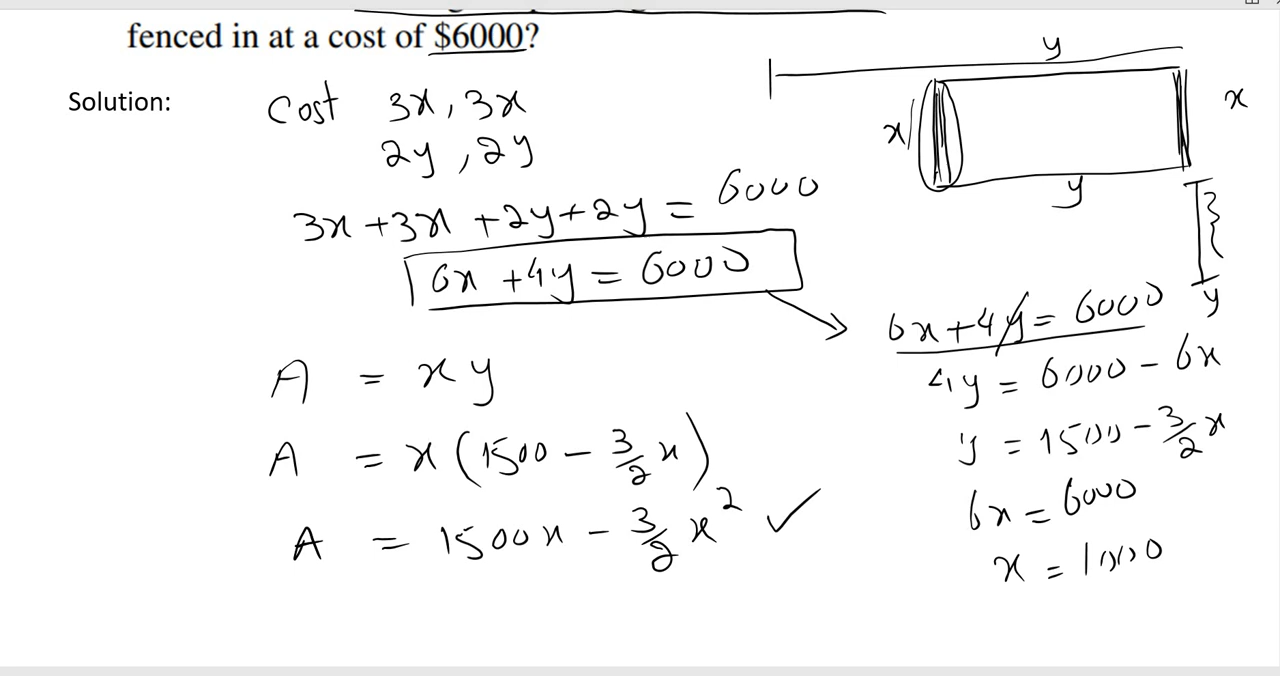 fenced in at a cost of $6000?
Solution:
Cost 3x, 3x
2y, 2y
3x + 3x + 2y + 2y = 6000
6x + 4y = 6000
A = xy
A = x(1500 - 3/2 x)
A = 1500x - 3/2 x² ✓
y
x
x
y
3
y
6x + 4y = 6000
4y = 6000 - 6x
y = 1500 - 3/2 x
6x = 6000
x = 1000